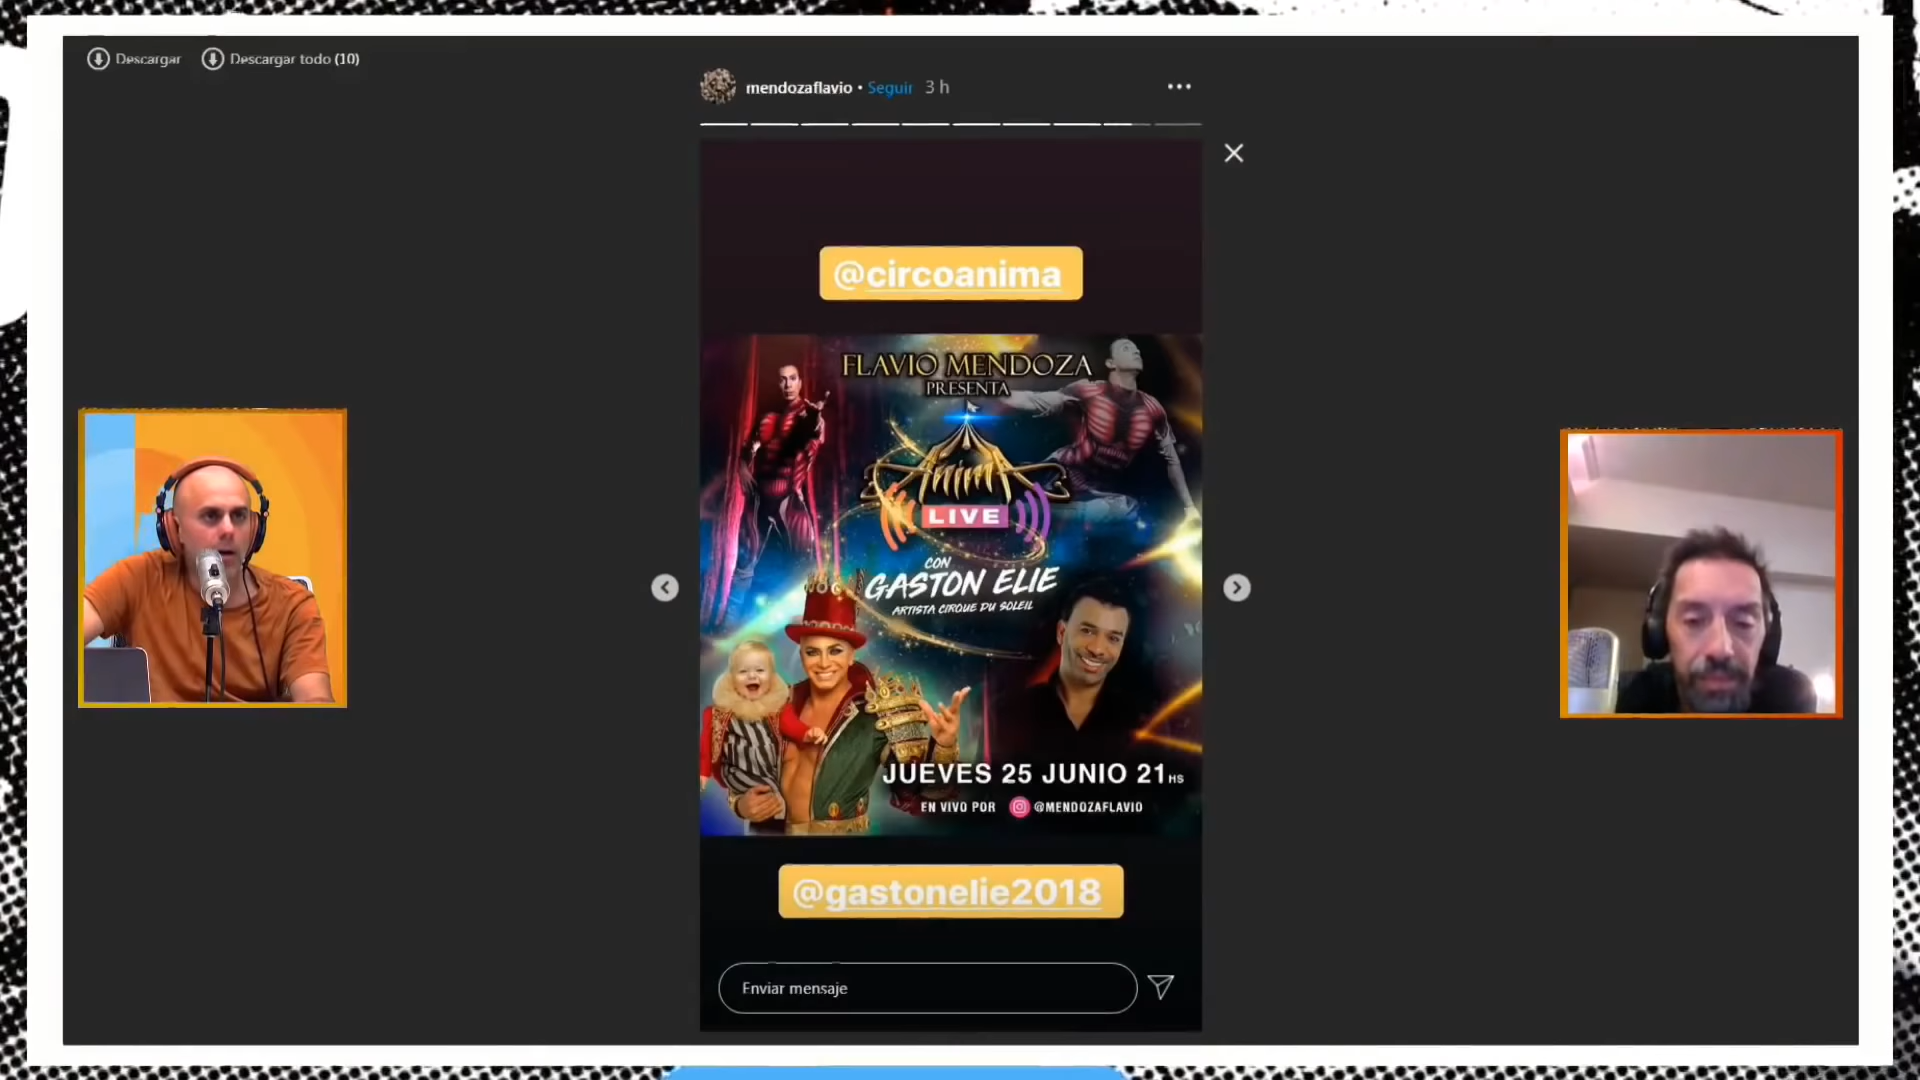 Descargar
Descargar todo (10)
mendozaflavio • Seguir 3 h
@circoanima
FLAVIO MENDOZA
PRESENTA
ANIMA
LIVE
CON
GASTON ELIE
ARTISTA CIRQUE DU SOLEIL
JUEVES 25 JUNIO 21HS
EN VIVO POR @MENDOZAFLAVIO
@gastonelie2018
Enviar mensaje